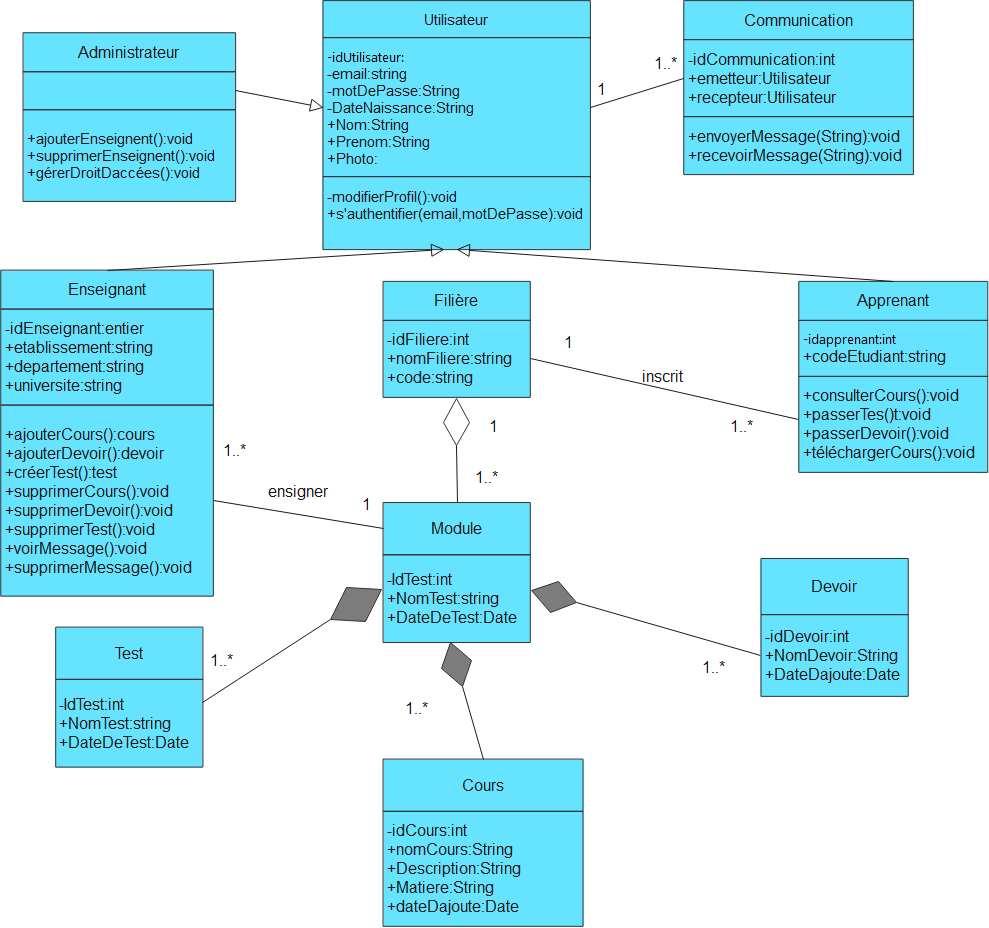 Administrateur
+ajouterEnseignent():void
+supprimerEnseignent():void
+gérerDroitDaccées():void
Utilisateur
-idUtilisateur:
-email:string
-motDePasse:String
-DateNaissance:String
+Nom:String
+Prenom:String
+Photo:
-modifierProfil():void
+s'authentifier(email,motDePasse):void
1
1..*
Communication
-idCommunication:int
+emetteur:Utilisateur
+recepteur:Utilisateur
+envoyerMessage(String):void
+recevoirMessage(String):void
Enseignant
-idEnseignant:entier
+etablissement:string
+departement:string
+universite:string
+ajouterCours():cours
+ajouterDevoir():devoir
+créerTest():test
+supprimerCours():void
+supprimerDevoir():void
+supprimerTest():void
+voirMessage():void
+supprimerMessage():void
1..*
ensigner
1
Filière
-idFiliere:int
+nomFiliere:string
+code:string
1
inscrit
1..*
Apprenant
-idapprenant:int
+codeEtudiant:string
+consulterCours():void
+passerTes()t:void
+passerDevoir():void
+téléchargerCours():void
1
1..*
Module
-IdTest:int
+NomTest:string
+DateDeTest:Date
1..*
Test
-IdTest:int
+NomTest:string
+DateDeTest:Date
1..*
Devoir
-idDevoir:int
+NomDevoir:String
+DateDajoute:Date
1..*
Cours
-idCours:int
+nomCours:String
+Description:String
+Matiere:String
+dateDajoute:Date